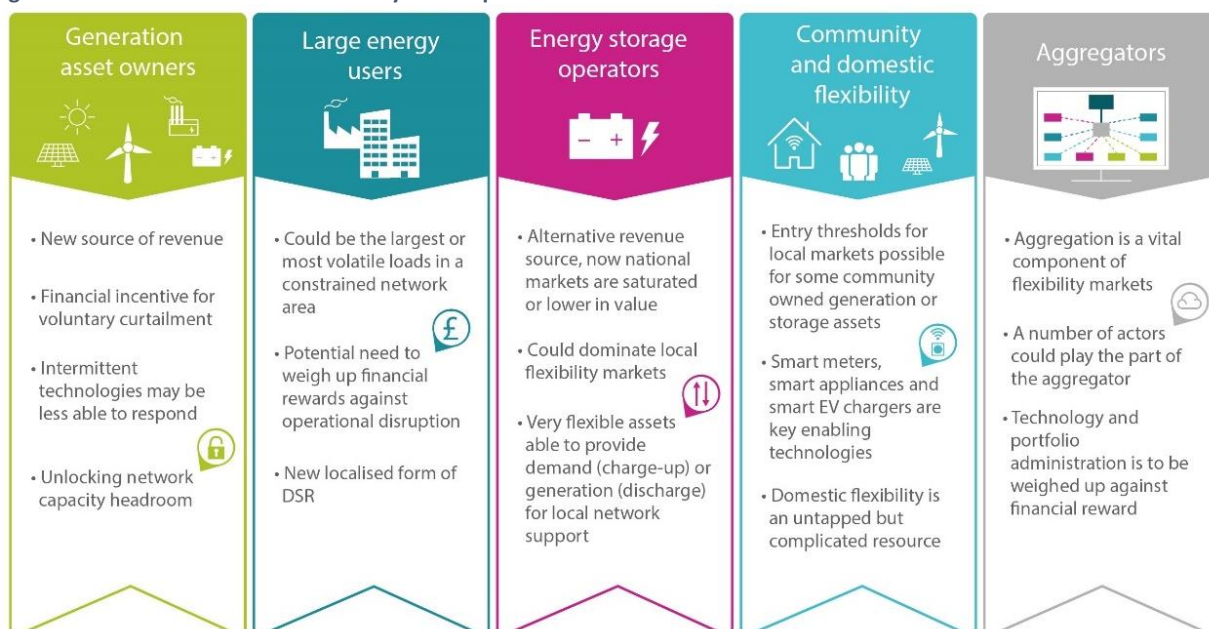 Generation
asset owners
• New source of revenue
• Financial incentive for
voluntary curtailment
• Intermittent
technologies may be
less able to respond
• Unlocking network
capacity headroom
Large energy
users
• Could be the largest or
most volatile loads in a
constrained network
area
£
• Potential need to
weigh up financial
rewards against
operational disruption
• New localised form of
DSR
Energy storage
operators
• Alternative revenue
source, now national
markets are saturated
or lower in value
• Could dominate local
flexibility markets
• Very flexible assets
able to provide
demand (charge-up) or
generation (discharge)
for local network
support
Community
and domestic
flexibility
• Entry thresholds for
local markets possible
for some community
owned generation or
storage assets
• Smart meters,
smart appliances and
smart EV chargers are
key enabling
technologies
• Domestic flexibility is
an untapped but
complicated resource
Aggregators
• Aggregation is a vital
component of
flexibility markets
• A number of actors
could play the part of
the aggregator
• Technology and
portfolio
administration is to be
weighed up against
financial reward